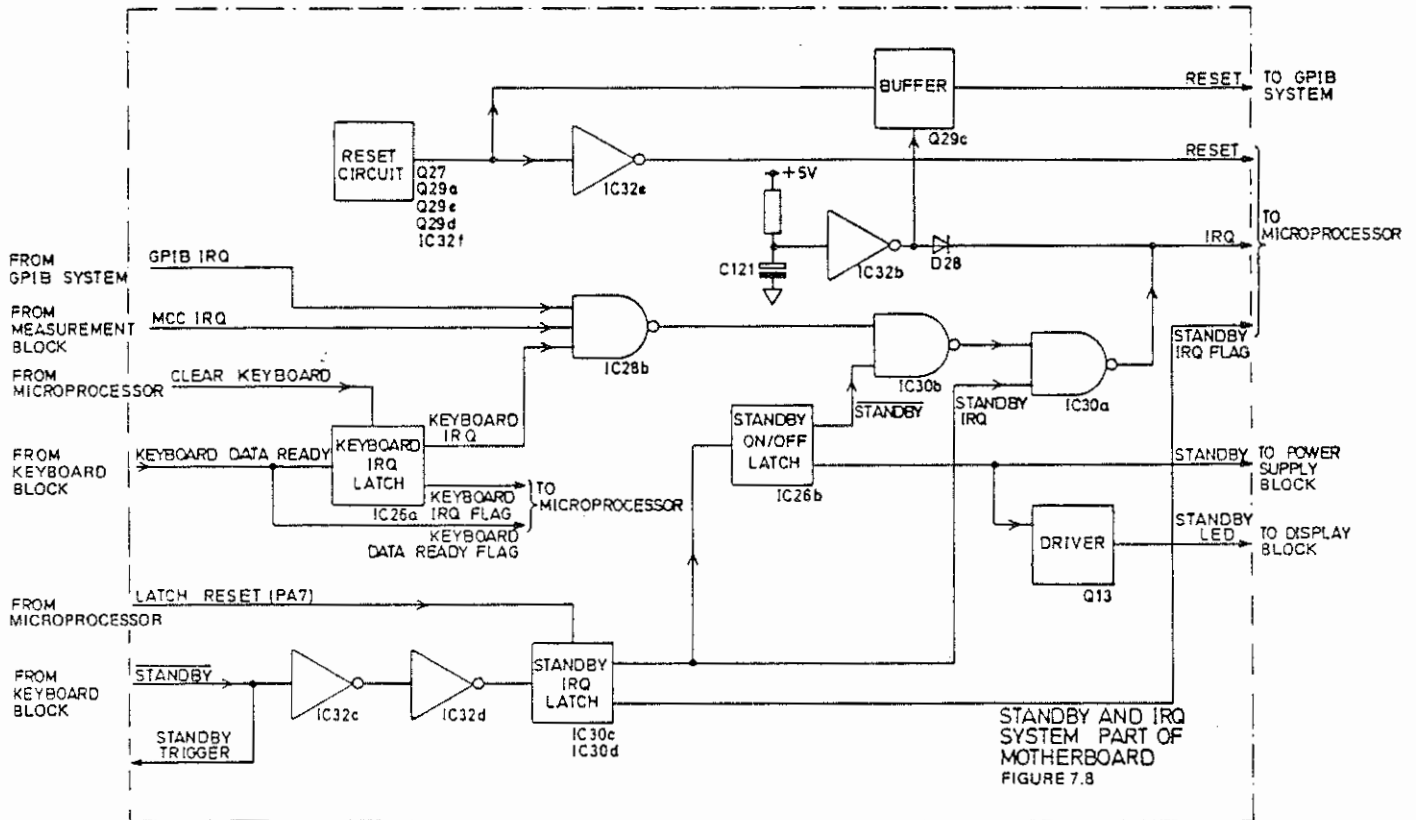 BUFFER
Q29c
RESET
TO GPIB
SYSTEM
RESET
CIRCUIT
Q27
Q29a
Q29e
Q29d
IC32f
IC32e
RESET
+5V
C121
IC32b
D28
IRQ
TO
MICROPROCESSOR
FROM
GPIB SYSTEM
GPIB IRQ
FROM
MEASUREMENT
BLOCK
MCC IRQ
IC28b
IC30b
IC30a
STANDBY
IRQ FLAG
FROM
MICROPROCESSOR
CLEAR KEYBOARD
KEYBOARD
IRQ
STANDBY
ON/OFF
LATCH
IC26b
STANDBY
STANDBY
IRQ
FROM
KEYBOARD
BLOCK
KEYBOARD DATA READY
KEYBOARD
IRQ
LATCH
IC26a
KEYBOARD
IRQ FLAG
TO
MICROPROCESSOR
KEYBOARD
DATA READY FLAG
STANDBY
TO POWER
SUPPLY
BLOCK
DRIVER
Q13
STANDBY
LED
TO DISPLAY
BLOCK
FROM
MICROPROCESSOR
LATCH RESET (PA7)
FROM
KEYBOARD
BLOCK
STANDBY
IC32c
IC32d
STANDBY
IRQ
LATCH
IC30c
IC30d
STANDBY
TRIGGER
STANDBY AND IRQ
SYSTEM PART OF
MOTHERBOARD
FIGURE 7.8